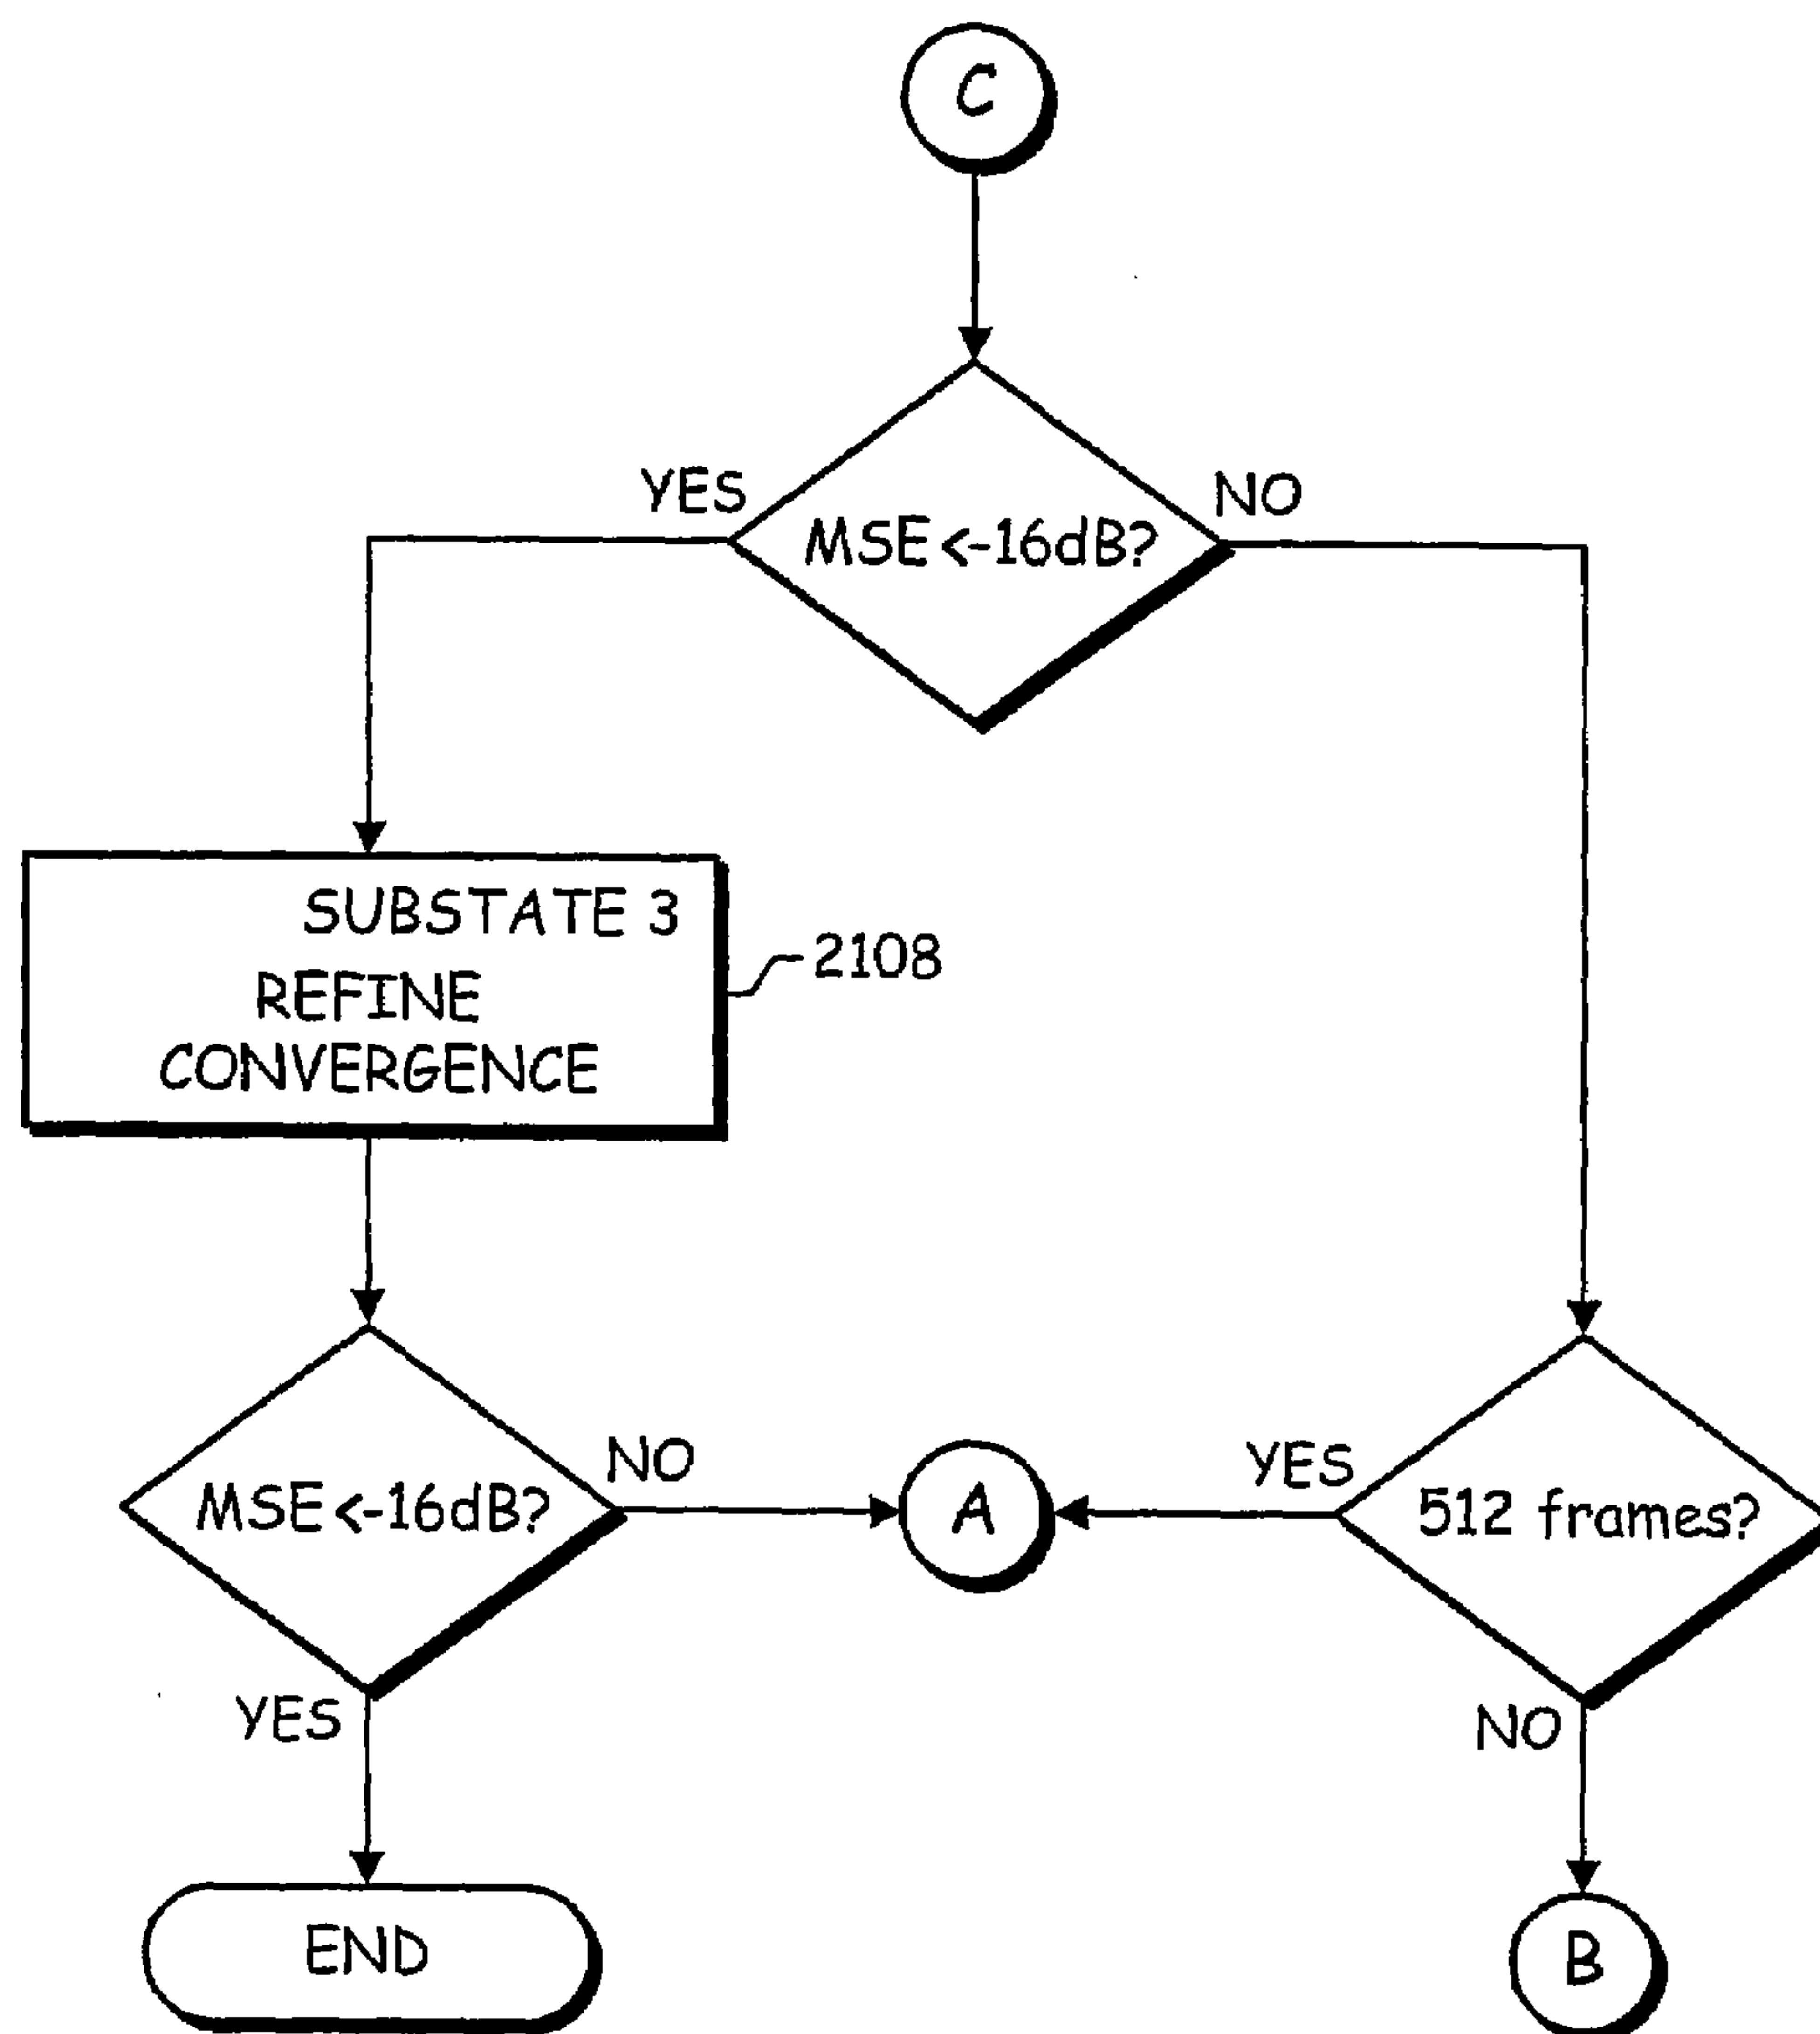 C
YES
NO
MSE<-16dB?
SUBSTATE 3
REFINE
CONVERGENCE
2108
MSE<-16dB?
NO
A
YES
512 frames?
YES
NO
END
B